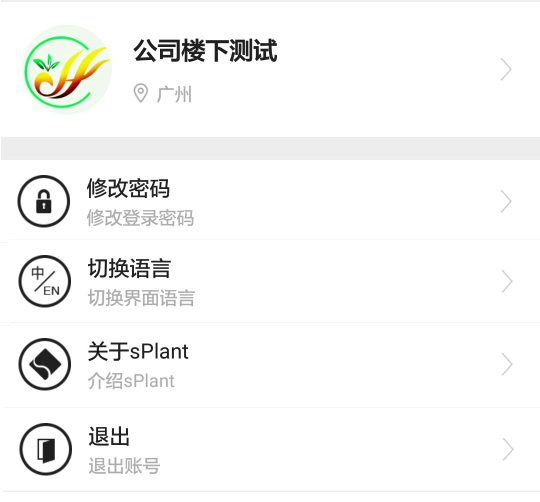 公司楼下测试
广州
修改密码
修改登录密码
中/EN
切换语言
切换界面语言
关于sPlant
介绍sPlant
退出
退出账号